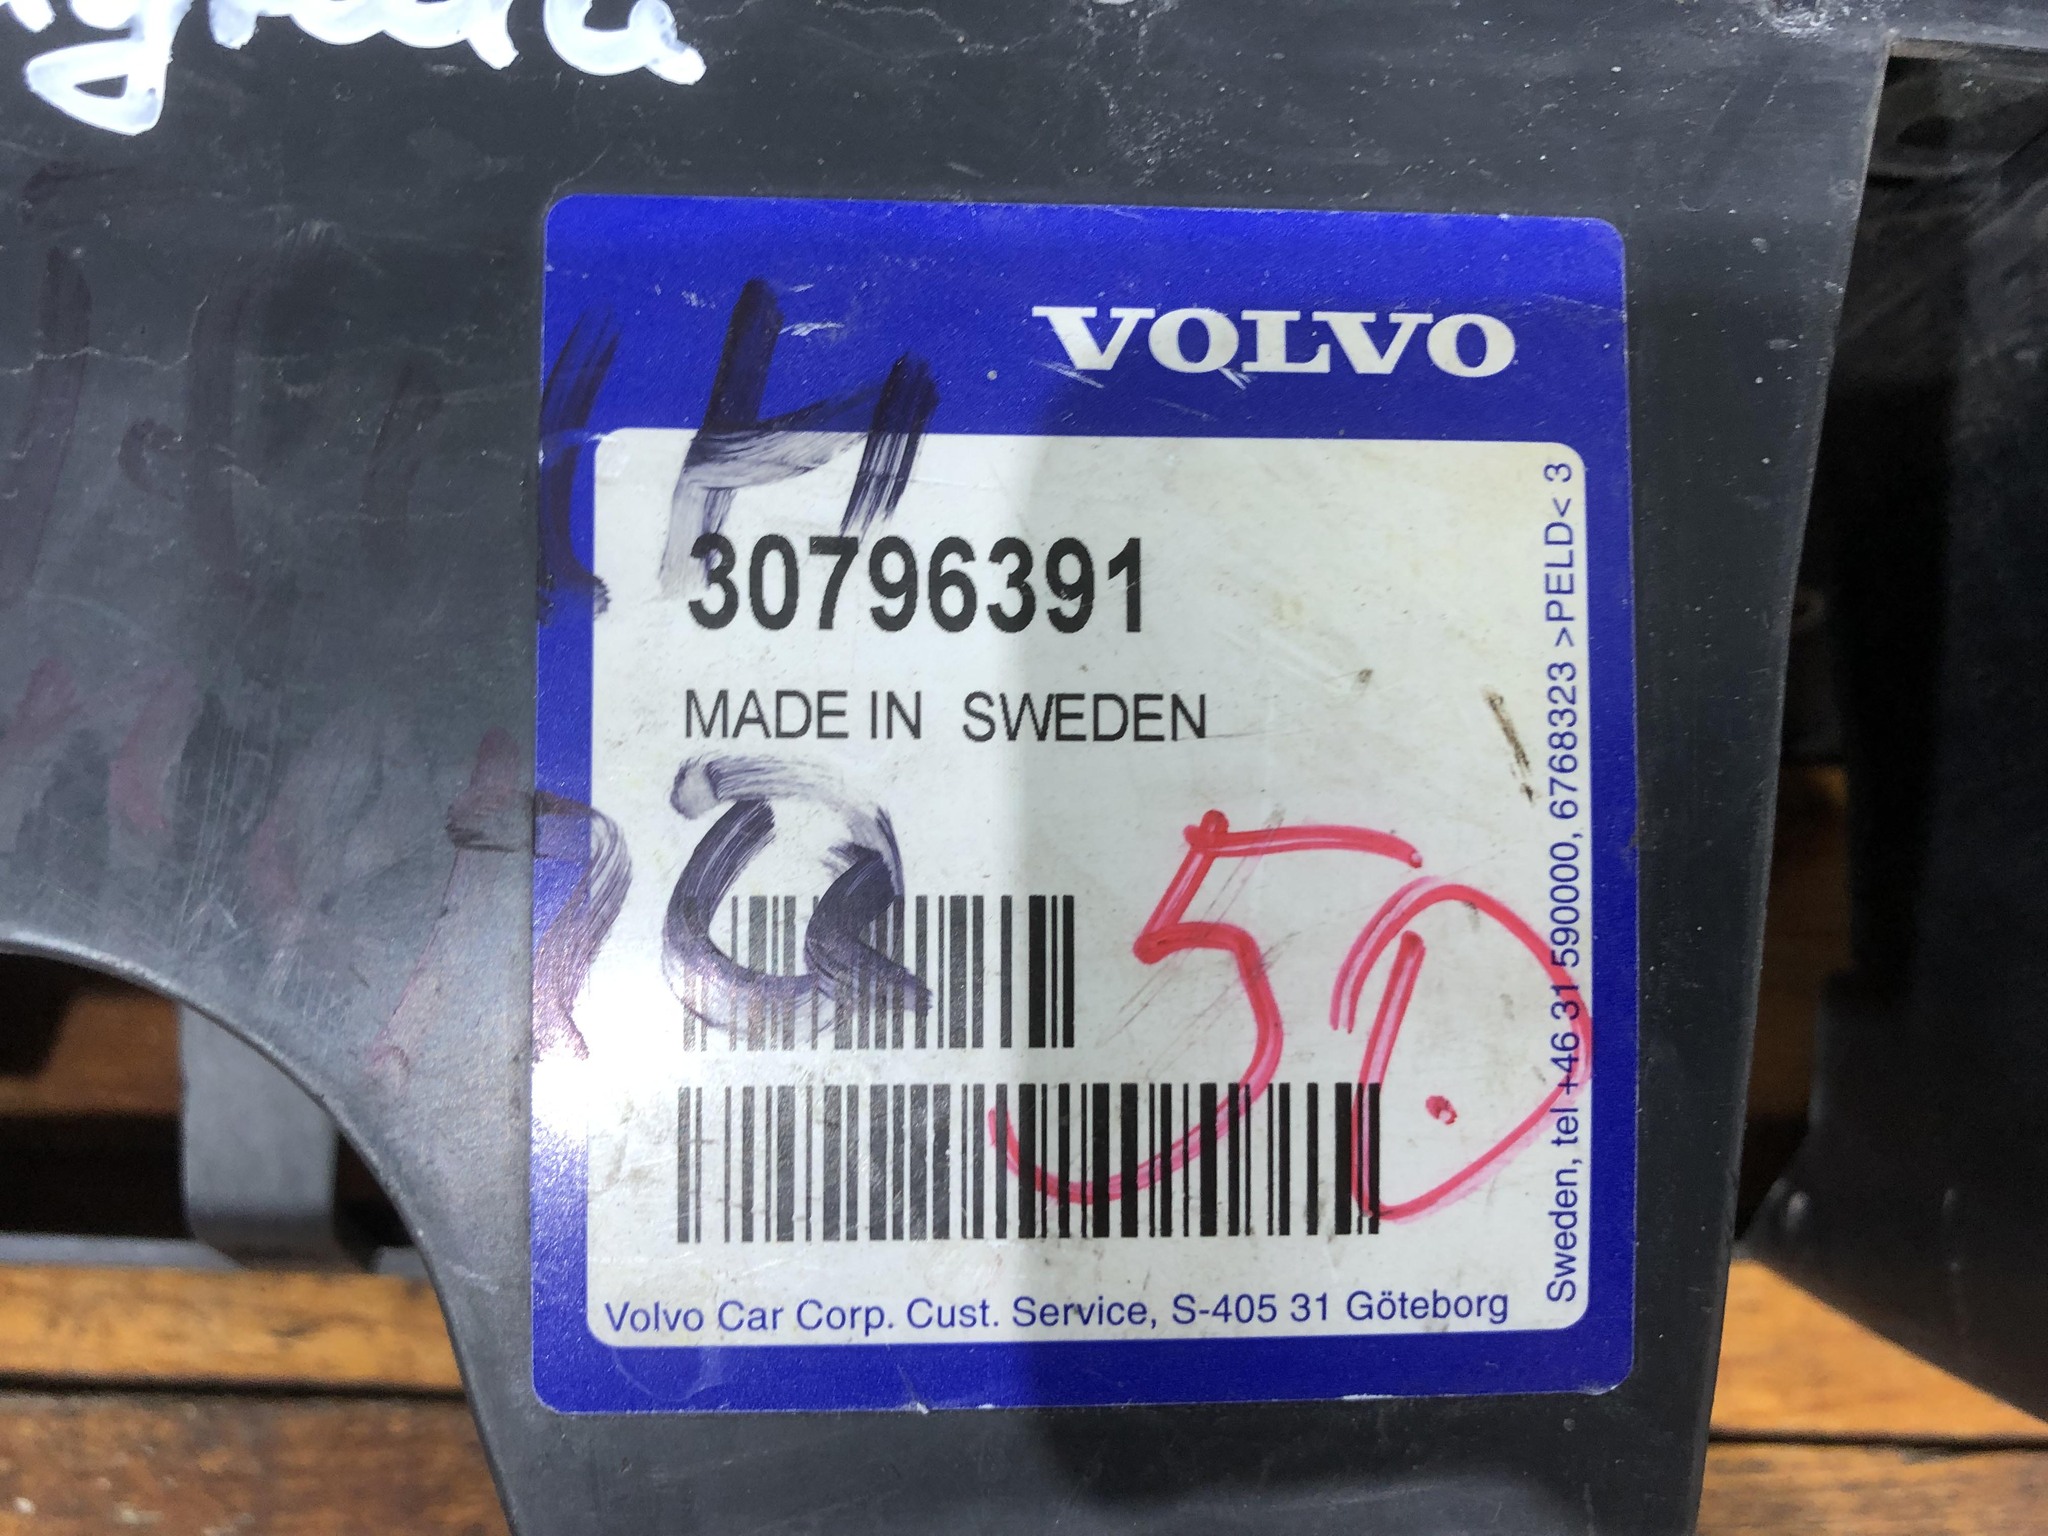 VOLVO
30796391
MADE IN SWEDEN
50
Volvo Car Corp. Cust. Service, S-405 31 Göteborg
Sweden, tel +46 31 590000, 6768323 >PELD< 3